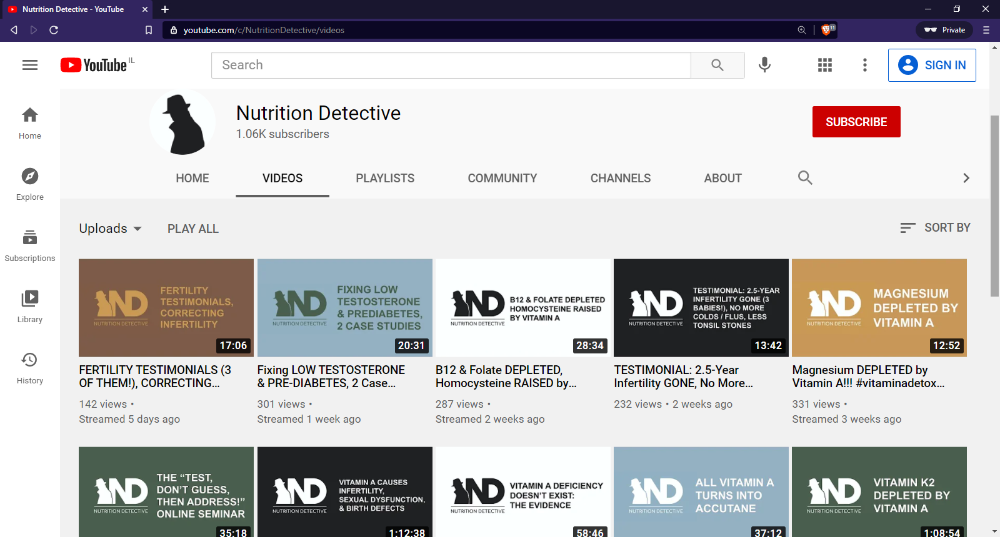 Nutrition Detective - YouTube
youtube.com/c/NutritionDetective/videos
11
Private
YouTube IL
Search
SIGN IN
Home
Explore
Subscriptions
Library
History
Nutrition Detective
1.06K subscribers
SUBSCRIBE
HOME
VIDEOS
PLAYLISTS
COMMUNITY
CHANNELS
ABOUT
Uploads
PLAY ALL
SORT BY
ND
NUTRITION DETECTIVE
FERTILITY
TESTIMONIALS,
CORRECTING
INFERTILITY
17:06
FERTILITY TESTIMONIALS (3
OF THEM!), CORRECTING...
142 views •
Streamed 5 days ago
ND
NUTRITION DETECTIVE
FIXING LOW
TESTOSTERONE
& PREDIABETES,
2 CASE STUDIES
20:31
Fixing LOW TESTOSTERONE
& PRE-DIABETES, 2 Case...
301 views •
Streamed 1 week ago
ND
NUTRITION DETECTIVE
B12 & FOLATE DEPLETED
HOMOCYSTEINE RAISED
BY VITAMIN A
28:34
B12 & Folate DEPLETED,
Homocysteine RAISED by...
287 views •
Streamed 2 weeks ago
ND
NUTRITION DETECTIVE
TESTIMONIAL: 2.5-YEAR
INFERTILITY GONE (3
BABIES!), NO MORE
COLDS / FLUS, LESS
TONSIL STONES
13:42
TESTIMONIAL: 2.5-Year
Infertility GONE, No More...
232 views • 2 weeks ago
ND
NUTRITION DETECTIVE
MAGNESIUM
DEPLETED BY
VITAMIN A
12:52
Magnesium DEPLETED by
Vitamin A!!! #vitaminadetox...
331 views •
Streamed 3 weeks ago
ND
NUTRITION DETECTIVE
THE “TEST,
DON’T GUESS,
THEN ADDRESS!”
ONLINE SEMINAR
35:18
ND
NUTRITION DETECTIVE
VITAMIN A CAUSES
INFERTILITY,
SEXUAL DYSFUNCTION,
& BIRTH DEFECTS
1:12:38
ND
NUTRITION DETECTIVE
VITAMIN A DEFICIENCY
DOESN’T EXIST:
THE EVIDENCE
58:46
ND
NUTRITION DETECTIVE
ALL VITAMIN A
TURNS INTO
ACCUTANE
37:12
ND
NUTRITION DETECTIVE
VITAMIN K2
DEPLETED BY
VITAMIN A
1:08:54